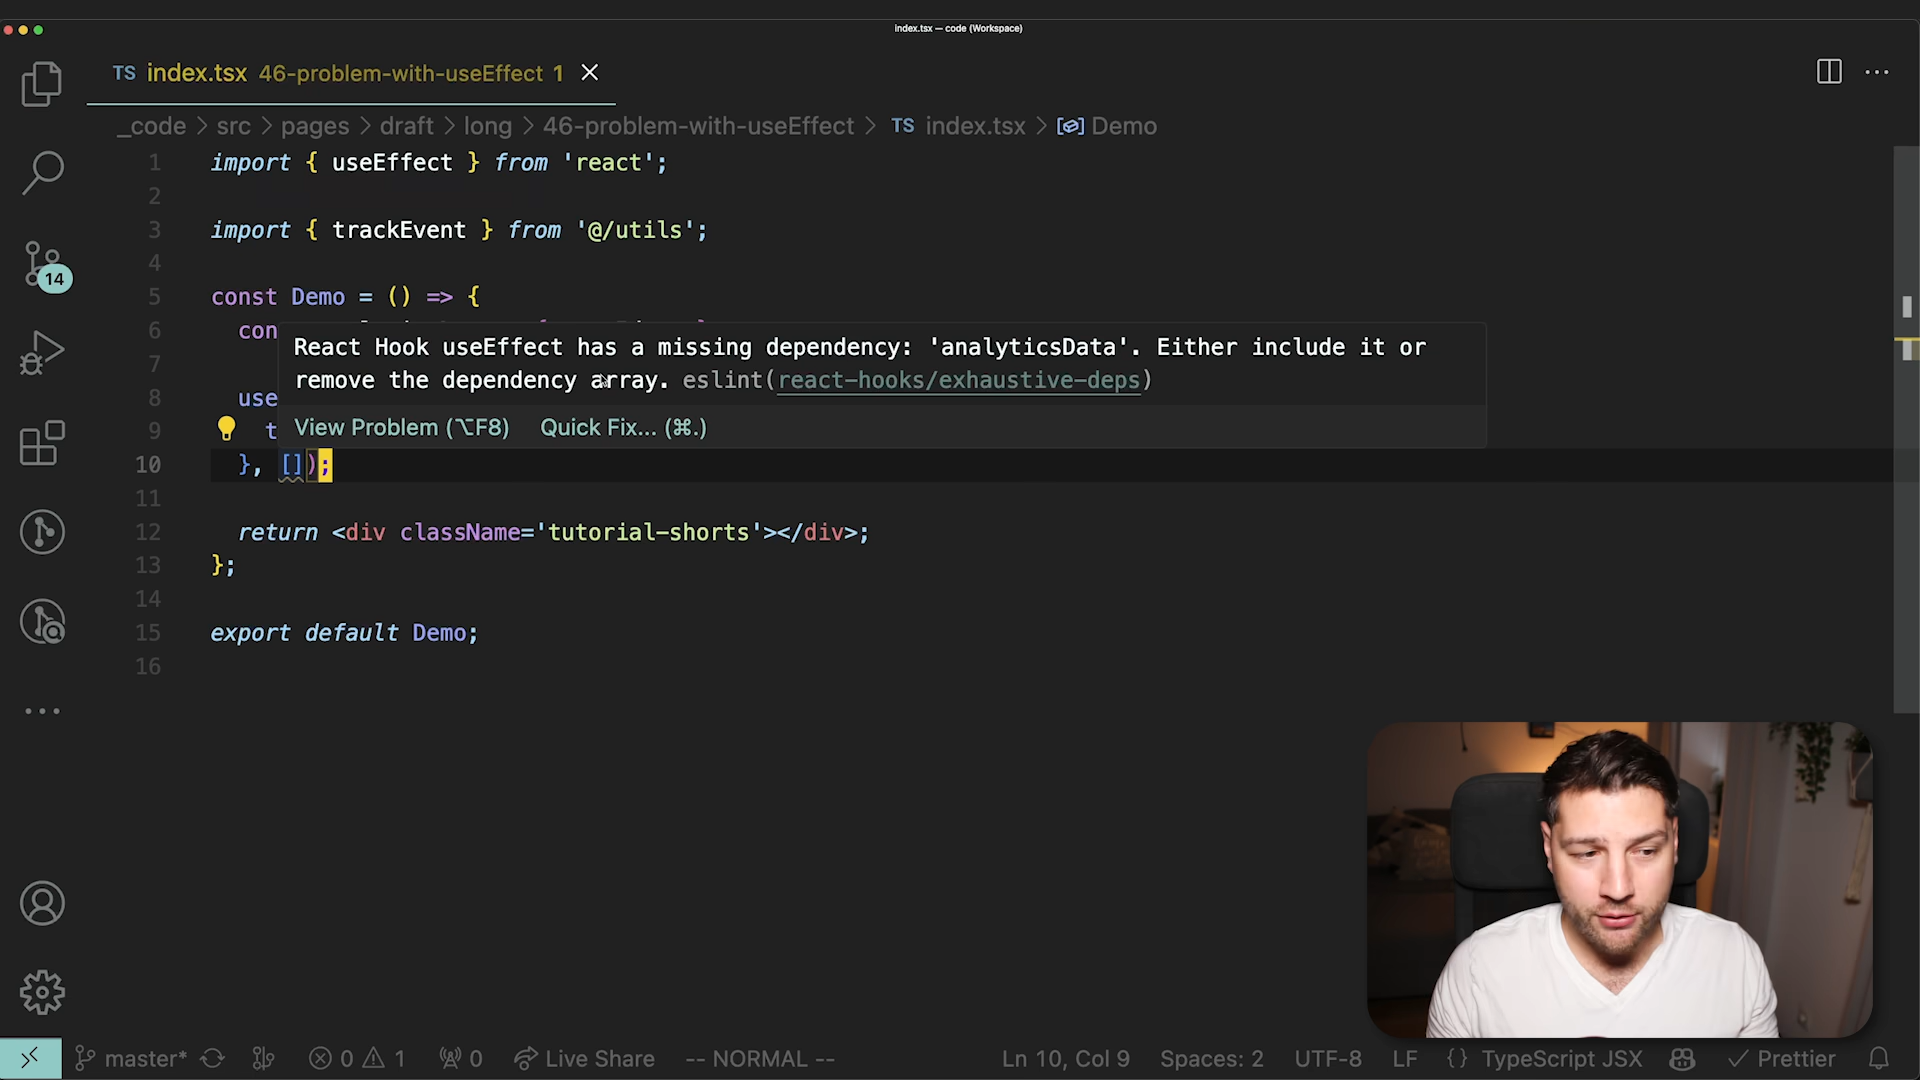 index.tsx — code (Workspace)
TS index.tsx 46-problem-with-useEffect 1
_code > src > pages > draft > long > 46-problem-with-useEffect > TS index.tsx > Demo
1 import { useEffect } from 'react';
2
3 import { trackEvent } from '@/utils';
4
5 const Demo = () => {
6 con
React Hook useEffect has a missing dependency: 'analyticsData'. Either include it or
7
remove the dependency array. eslint(react-hooks/exhaustive-deps)
8 use
9 t
View Problem (⌥F8) Quick Fix... (⌘.)
10 }, []);
11
12 return <div className='tutorial-shorts'></div>;
13 };
14
15 export default Demo;
16
14
master* 0 1 0 Live Share -- NORMAL -- Ln 10, Col 9 Spaces: 2 UTF-8 LF {} TypeScript JSX Prettier